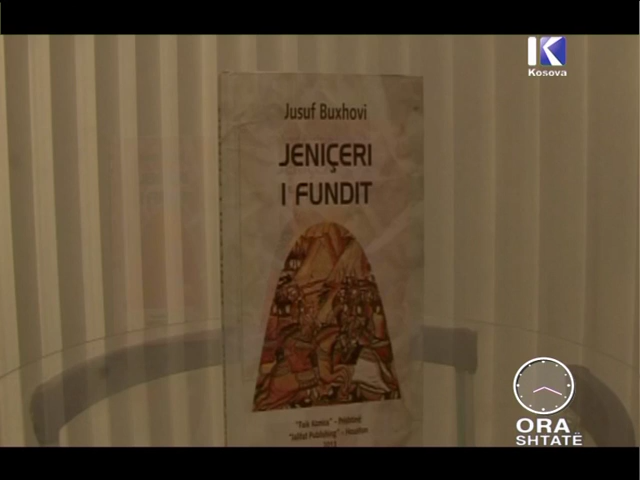 K
Kosova
Jusuf Buxhovi
JENIÇERI
I FUNDIT
"Faik Konica" - Prishtinë
"Jalifat Publishing" - Houston
ORA
SHTATË